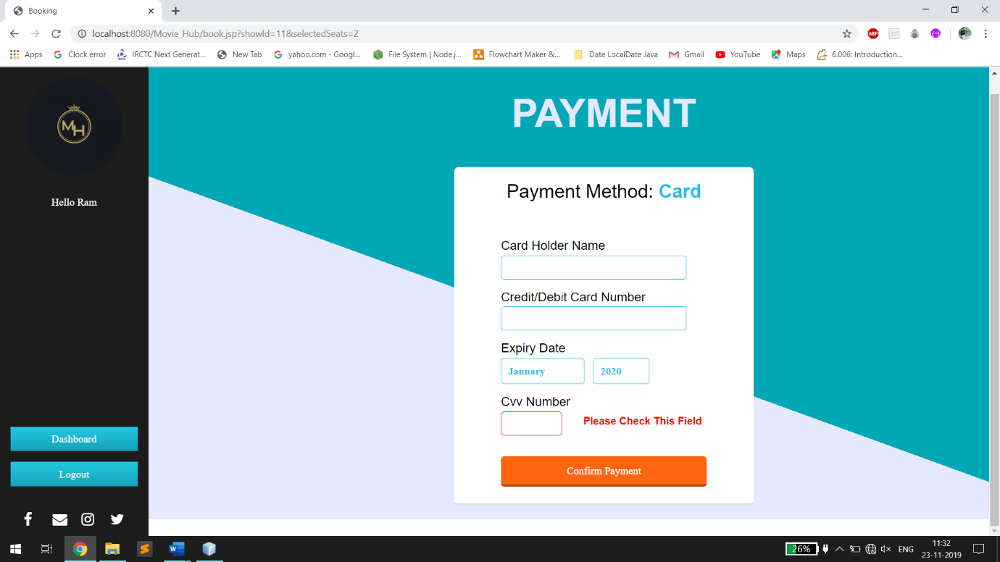 Booking
localhost:8080/Movie_Hub/book.jsp?showId=11&selectedSeats=2
ABP
Apps Clock error IRCTC Next Generat... New Tab yahoo.com - Googl... File System | Node.j... Flowchart Maker &... Date LocalDate Java Gmail YouTube Maps 6.006: Introduction...
MH
Hello Ram
Dashboard
Logout
PAYMENT
Payment Method: Card
Card Holder Name
Credit/Debit Card Number
Expiry Date
January 2020
Cvv Number
Please Check This Field
Confirm Payment
26% ENG 11:32
23-11-2019